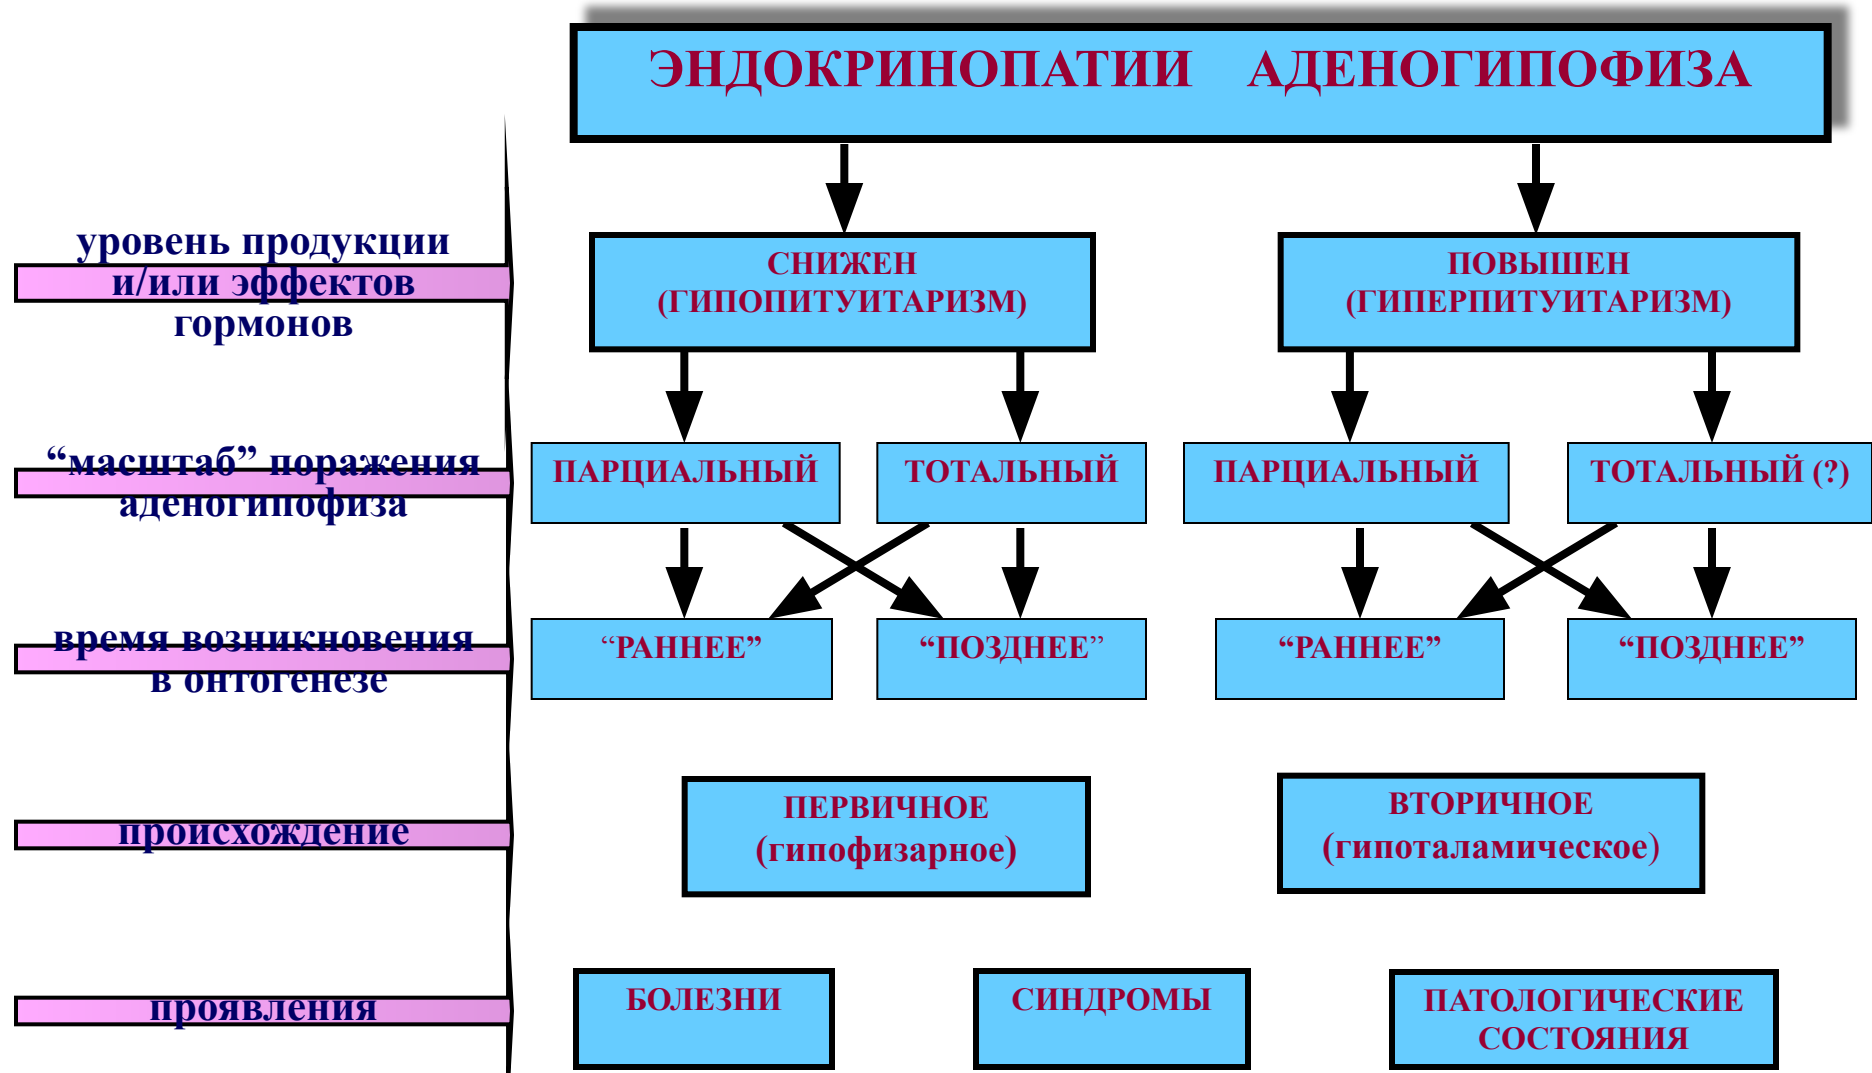 ЭНДОКРИНОПАТИИ АДЕНОГИПОФИЗА
уровень продукции
и/или эффектов
гормонов
СНИЖЕН
(ГИПОПИТУИТАРИЗМ)
ПОВЫШЕН
(ГИПЕРПИТУИТАРИЗМ)
“масштаб” поражения
аденогипофиза
ПАРЦИАЛЬНЫЙ
ТОТАЛЬНЫЙ
ПАРЦИАЛЬНЫЙ
ТОТАЛЬНЫЙ (?)
время возникновения
в онтогенезе
“РАННЕЕ”
“ПОЗДНЕЕ”
“РАННЕЕ”
“ПОЗДНЕЕ”
происхождение
ПЕРВИЧНОЕ
(гипофизарное)
ВТОРИЧНОЕ
(гипоталамическое)
проявления
БОЛЕЗНИ
СИНДРОМЫ
ПАТОЛОГИЧЕСКИЕ
СОСТОЯНИЯ